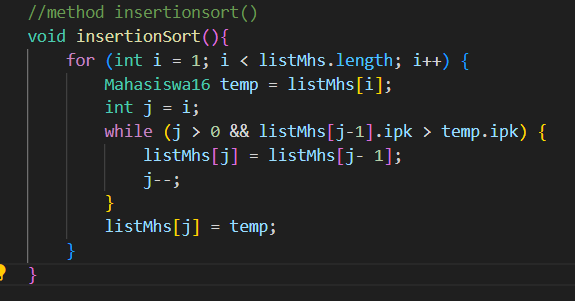 //method insertionsort()
void insertionSort(){
    for (int i = 1; i < listMhs.length; i++) {
        Mahasiswa16 temp = listMhs[i];
        int j = i;
        while (j > 0 && listMhs[j-1].ipk > temp.ipk) {
            listMhs[j] = listMhs[j- 1];
            j--;
        }
        listMhs[j] = temp;
    }
}